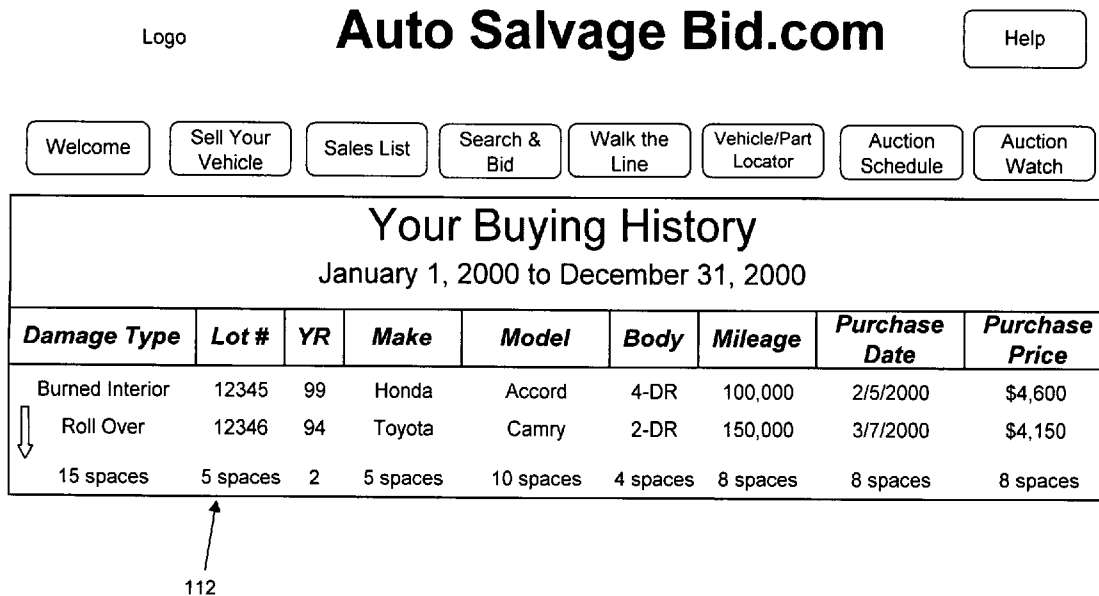 Logo
Auto Salvage Bid.com
Help
Welcome
Sell Your
Vehicle
Sales List
Search &
Bid
Walk the
Line
Vehicle/Part
Locator
Auction
Schedule
Auction
Watch
Your Buying History
January 1, 2000 to December 31, 2000
Damage Type Lot # YR Make Model Body Mileage Purchase Date Purchase Price
Burned Interior 12345 99 Honda Accord 4-DR 100,000 2/5/2000 $4,600
Roll Over 12346 94 Toyota Camry 2-DR 150,000 3/7/2000 $4,150
15 spaces 5 spaces 2 5 spaces 10 spaces 4 spaces 8 spaces 8 spaces 8 spaces
112